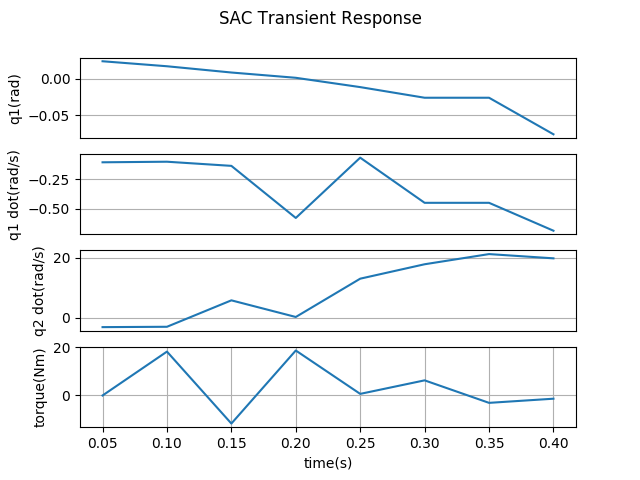 SAC Transient Response
q1(rad)
0.00
−0.05
q1 dot(rad/s)
−0.25
−0.50
q2 dot(rad/s)
20
0
torque(Nm)
20
0
0.05 0.10 0.15 0.20 0.25 0.30 0.35 0.40
time(s)